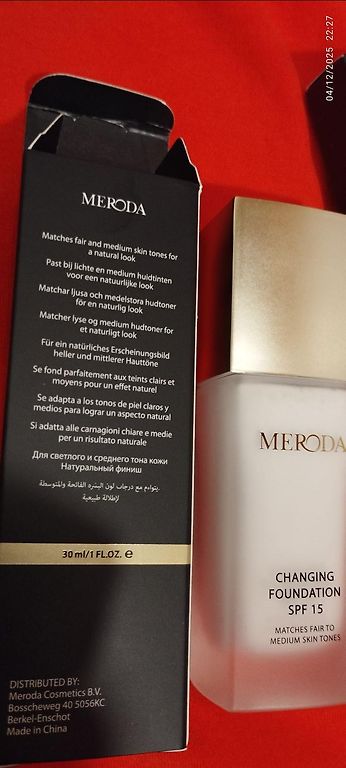 04/12/2025 22:27
MERODA
Matches fair and medium skin tones for
a natural look
Past bij lichte en medium huidtinten
voor een natuurlijke look
Matchar ljusa och medelstora hudtoner
för en naturlig look
Matcher lyse og medium hudtoner for
et naturligt look
Für ein natürliches Erscheinungsbild
heller und mittlerer Hauttöne
Se fond parfaitement aux teints clairs et
moyens pour un effet naturel
Se adapta a los tonos de piel claros y
medios para lograr un aspecto natural
Si adatta alle carnagioni chiare e medie
per un risultato naturale
Для светлого и среднего тона кожи
Натуральный финиш
يتواءم مع درجات لون البشرة الفاتحة والمتوسطة.
لإطلالة طبيعية
30 ml/1 FL.OZ. e
DISTRIBUTED BY:
Meroda Cosmetics B.V.
Bosscheweg 40 5056KC
Berkel-Enschot
Made in China
MERODA
CHANGING
FOUNDATION
SPF 15
MATCHES FAIR TO
MEDIUM SKIN TONES